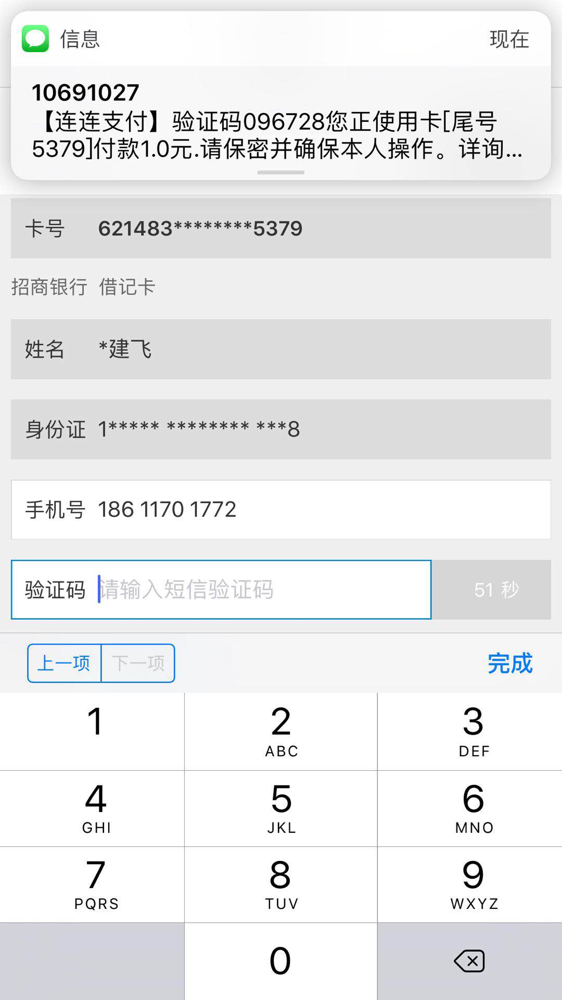 信息 现在
10691027
【连连支付】验证码096728您正使用卡[尾号
5379]付款1.0元.请保密并确保本人操作。详询...
卡号 621483********5379
招商银行 借记卡
姓名 *建飞
身份证 1***** ******** ***8
手机号 186 1170 1772
验证码 请输入短信验证码 51 秒
上一项 下一项 完成
1 2 3
ABC DEF
4 5 6
GHI JKL MNO
7 8 9
PQRS TUV WXYZ
0